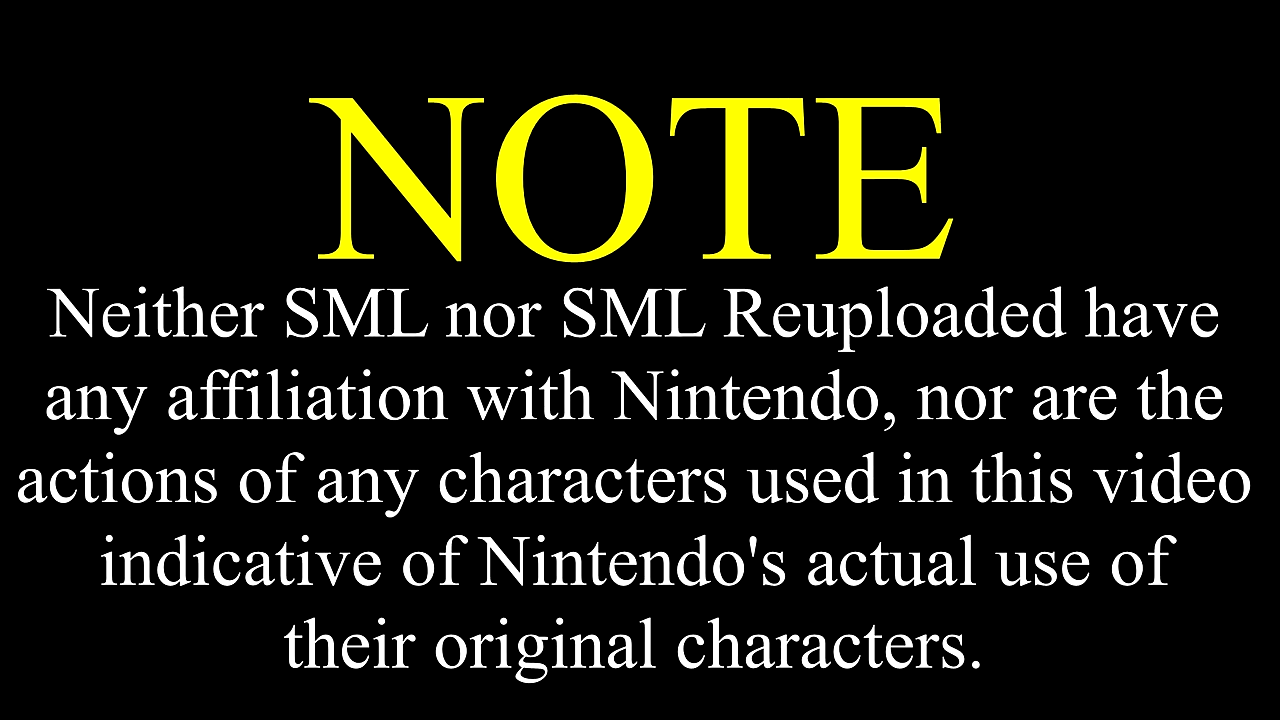 NOTE
Neither SML nor SML Reuploaded have
any affiliation with Nintendo, nor are the
actions of any characters used in this video
indicative of Nintendo's actual use of
their original characters.